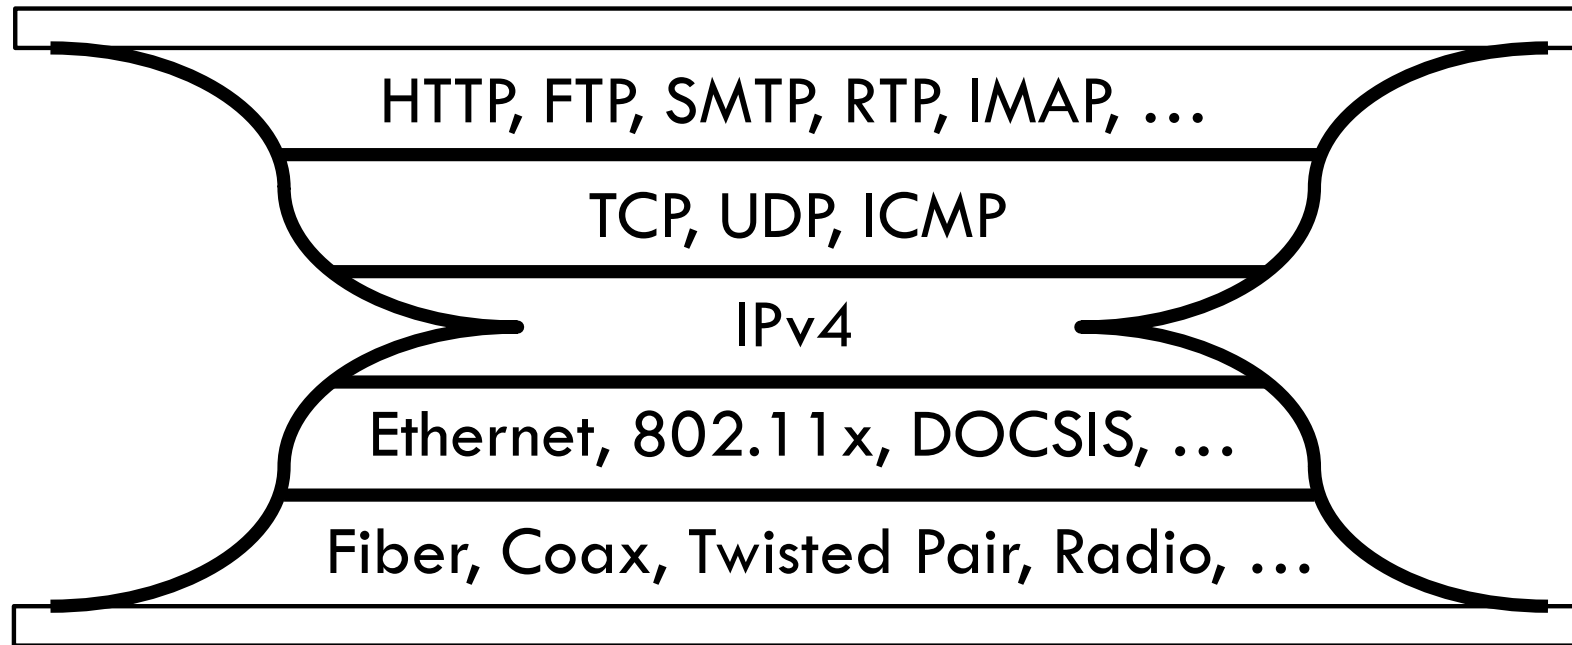 HTTP, FTP, SMTP, RTP, IMAP, …
TCP, UDP, ICMP
IPv4
Ethernet, 802.11x, DOCSIS, …
Fiber, Coax, Twisted Pair, Radio, …